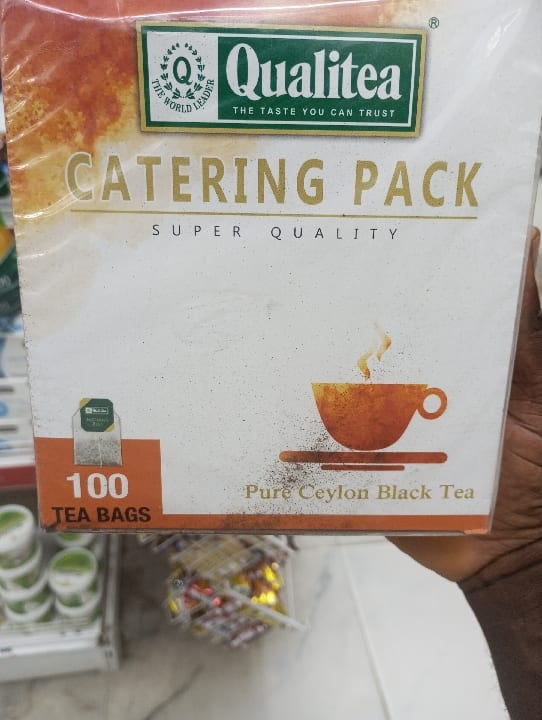 ®
Q
THE WORLD LEADER
Qualitea
THE TASTE YOU CAN TRUST
CATERING PACK
SUPER QUALITY
Qualitea
100
TEA BAGS
Pure Ceylon Black Tea